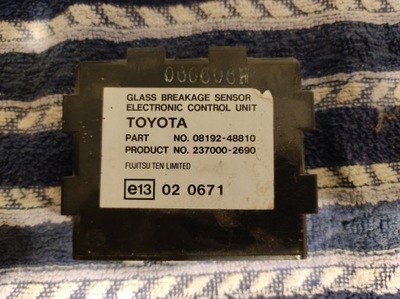 GLASS BREAKAGE SENSOR
ELECTRONIC CONTROL UNIT
TOYOTA
PART NO. 08192-48810
PRODUCT NO. 237000-2690
FUJITSU TEN LIMITED
e13 02 0671